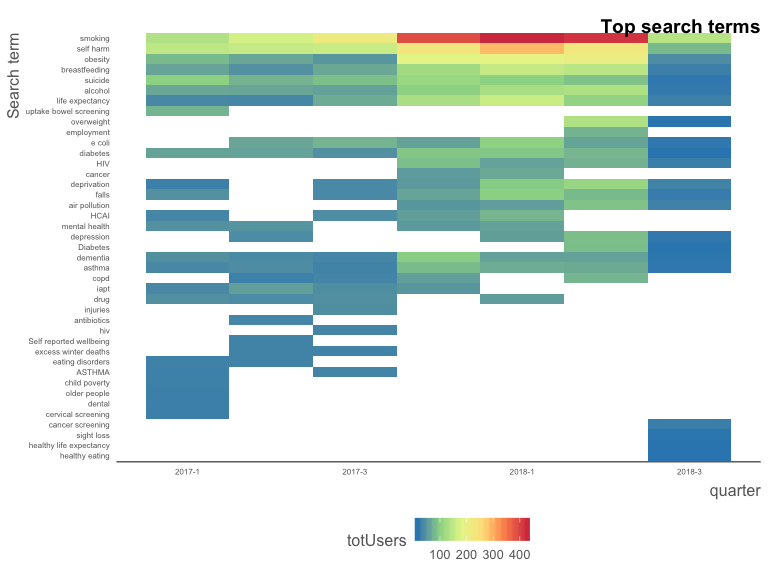 Top search terms
Search term
smoking
self harm
obesity
breastfeeding
suicide
alcohol
life expectancy
uptake bowel screening
overweight
employment
e coli
diabetes
HIV
cancer
deprivation
falls
air pollution
HCAI
mental health
depression
Diabetes
dementia
asthma
copd
iapt
drug
injuries
antibiotics
hiv
Self reported wellbeing
excess winter deaths
eating disorders
ASTHMA
child poverty
older people
dental
cervical screening
cancer screening
sight loss
healthy life expectancy
healthy eating
2017-1 2017-3 2018-1 2018-3
quarter
totUsers
100 200 300 400